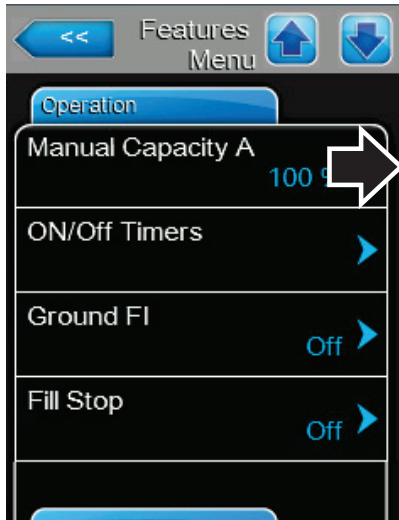 << Features
Menu
Operation
Manual Capacity A
100 %
ON/Off Timers
Ground FI
Off
Fill Stop
Off